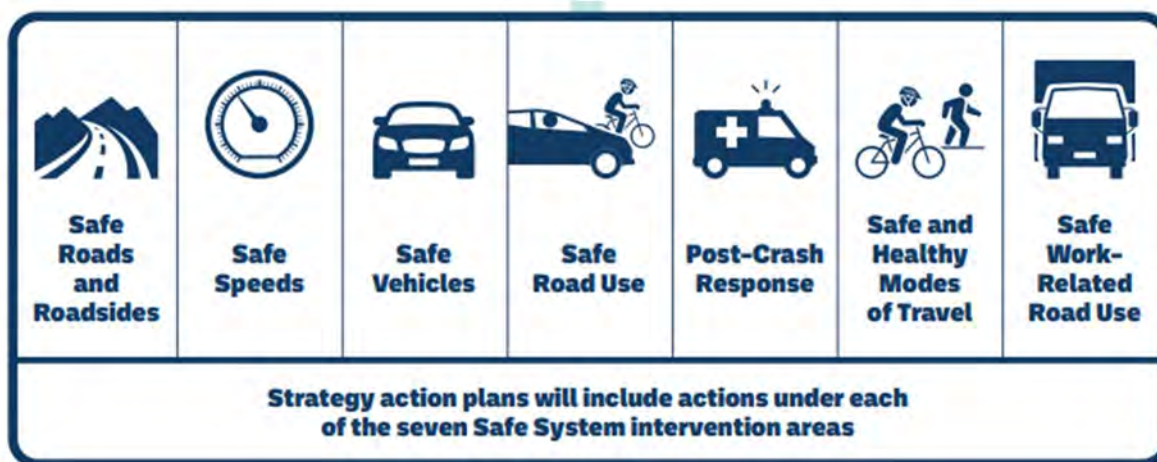 Safe
Roads
and
Roadsides
Safe
Speeds
Safe
Vehicles
Safe
Road Use
Post-Crash
Response
Safe and
Healthy
Modes
of Travel
Safe
Work-
Related
Road Use
Strategy action plans will include actions under each
of the seven Safe System intervention areas